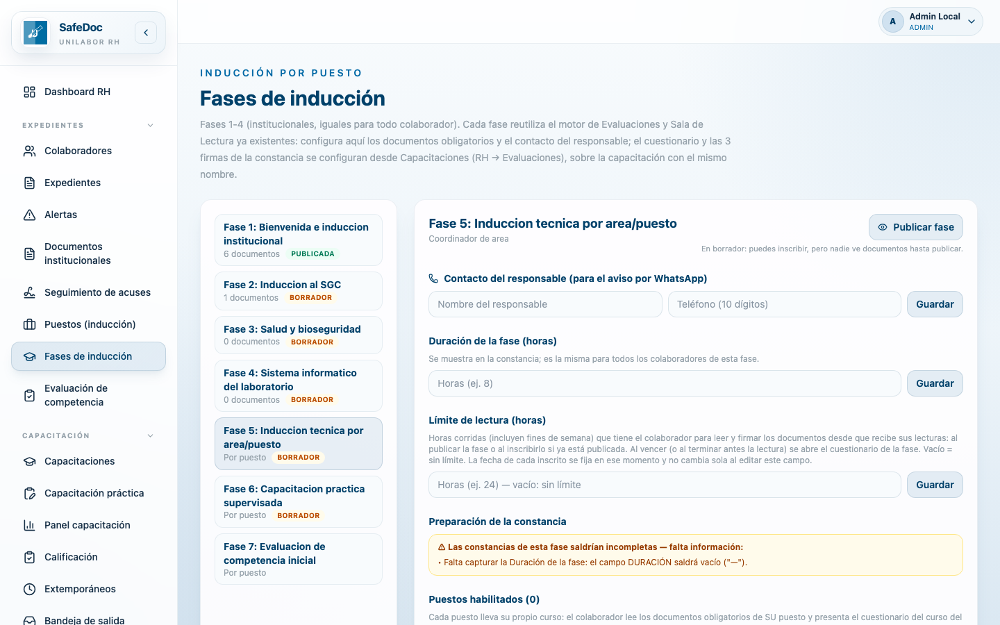 SafeDoc
UNILABOR RH
Dashboard RH
EXPEDIENTES
Colaboradores
Expedientes
Alertas
Documentos
institucionales
Seguimiento de acuses
Puestos (inducción)
Fases de inducción
Evaluación de
competencia
CAPACITACIÓN
Capacitaciones
Capacitación práctica
Panel capacitación
Calificación
Extemporáneos
Bandeja de salida
A
Admin Local
ADMIN
INDUCCIÓN POR PUESTO
Fases de inducción
Fases 1-4 (institucionales, iguales para todo colaborador). Cada fase reutiliza el motor de Evaluaciones y Sala de
Lectura ya existentes: configura aquí los documentos obligatorios y el contacto del responsable; el cuestionario y las 3
firmas de la constancia se configuran desde Capacitaciones (RH → Evaluaciones), sobre la capacitación con el mismo
nombre.
Fase 1: Bienvenida e induccion
institucional
6 documentos PUBLICADA
Fase 2: Induccion al SGC
1 documentos BORRADOR
Fase 3: Salud y bioseguridad
0 documentos BORRADOR
Fase 4: Sistema informatico
del laboratorio
0 documentos BORRADOR
Fase 5: Induccion tecnica por
area/puesto
Por puesto BORRADOR
Fase 6: Capacitacion practica
supervisada
Por puesto BORRADOR
Fase 7: Evaluacion de
competencia inicial
Por puesto
Fase 5: Induccion tecnica por area/puesto
Coordinador de area
Publicar fase
En borrador: puedes inscribir, pero nadie ve documentos hasta publicar.
Contacto del responsable (para el aviso por WhatsApp)
Nombre del responsable
Teléfono (10 dígitos)
Guardar
Duración de la fase (horas)
Se muestra en la constancia; es la misma para todos los colaboradores de esta fase.
Horas (ej. 8)
Guardar
Límite de lectura (horas)
Horas corridas (incluyen fines de semana) que tiene el colaborador para leer y firmar los documentos desde que recibe sus lecturas: al
publicar la fase o al inscribirlo si ya está publicada. Al vencer (o al terminar antes la lectura) se abre el cuestionario de la fase. Vacío =
sin límite. La fecha de cada inscrito se fija en ese momento y no cambia sola al editar este campo.
Horas (ej. 24) — vacío: sin límite
Guardar
Preparación de la constancia
⚠ Las constancias de esta fase saldrían incompletas — falta información:
• Falta capturar la Duración de la fase: el campo DURACIÓN saldrá vacío ("—").
Puestos habilitados (0)
Cada puesto lleva su propio curso: el colaborador lee los documentos obligatorios de SU puesto y presenta el cuestionario del curso del